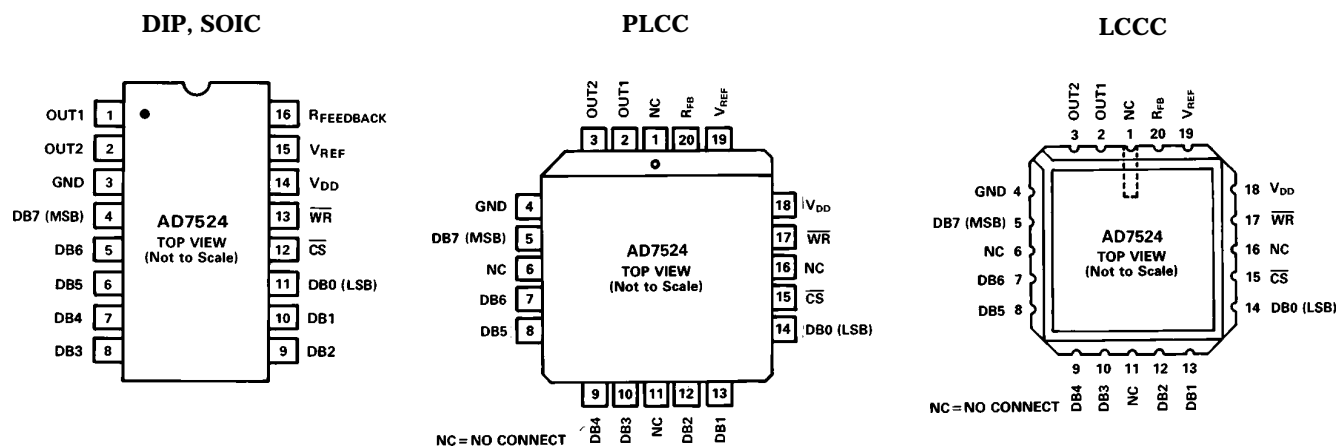 DIP, SOIC
OUT1 1
OUT2 2
GND 3
DB7 (MSB) 4
DB6 5
DB5 6
DB4 7
DB3 8
16 RFEEDBACK
15 VREF
14 VDD
13 WR
12 CS
11 DB0 (LSB)
10 DB1
9 DB2
AD7524
TOP VIEW
(Not to Scale)
PLCC
OUT2 OUT1 NC RFB VREF
3 2 1 20 19
GND 4
DB7 (MSB) 5
NC 6
DB6 7
DB5 8
18 VDD
17 WR
16 NC
15 CS
14 DB0 (LSB)
AD7524
TOP VIEW
(Not to Scale)
9 10 11 12 13
DB4 DB3 NC DB2 DB1
NC = NO CONNECT
LCCC
OUT2 OUT1 NC RFB VREF
3 2 1 20 19
GND 4
DB7 (MSB) 5
NC 6
DB6 7
DB5 8
18 VDD
17 WR
16 NC
15 CS
14 DB0 (LSB)
AD7524
TOP VIEW
(Not to Scale)
9 10 11 12 13
DB4 DB3 NC DB2 DB1
NC = NO CONNECT